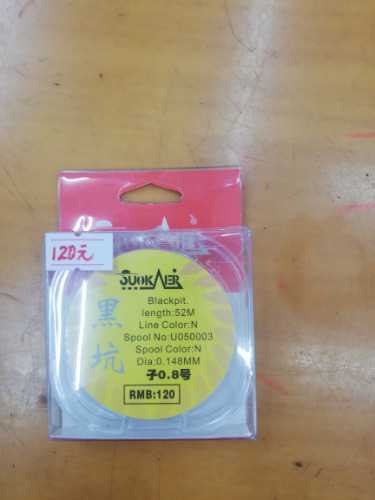 120元
SUOKAER
黑坑
Blackpit.
length:52M
Line Color:N
Spool No:U050003
Spool Color:N
Dia:0.148MM
子0.8号
RMB:120